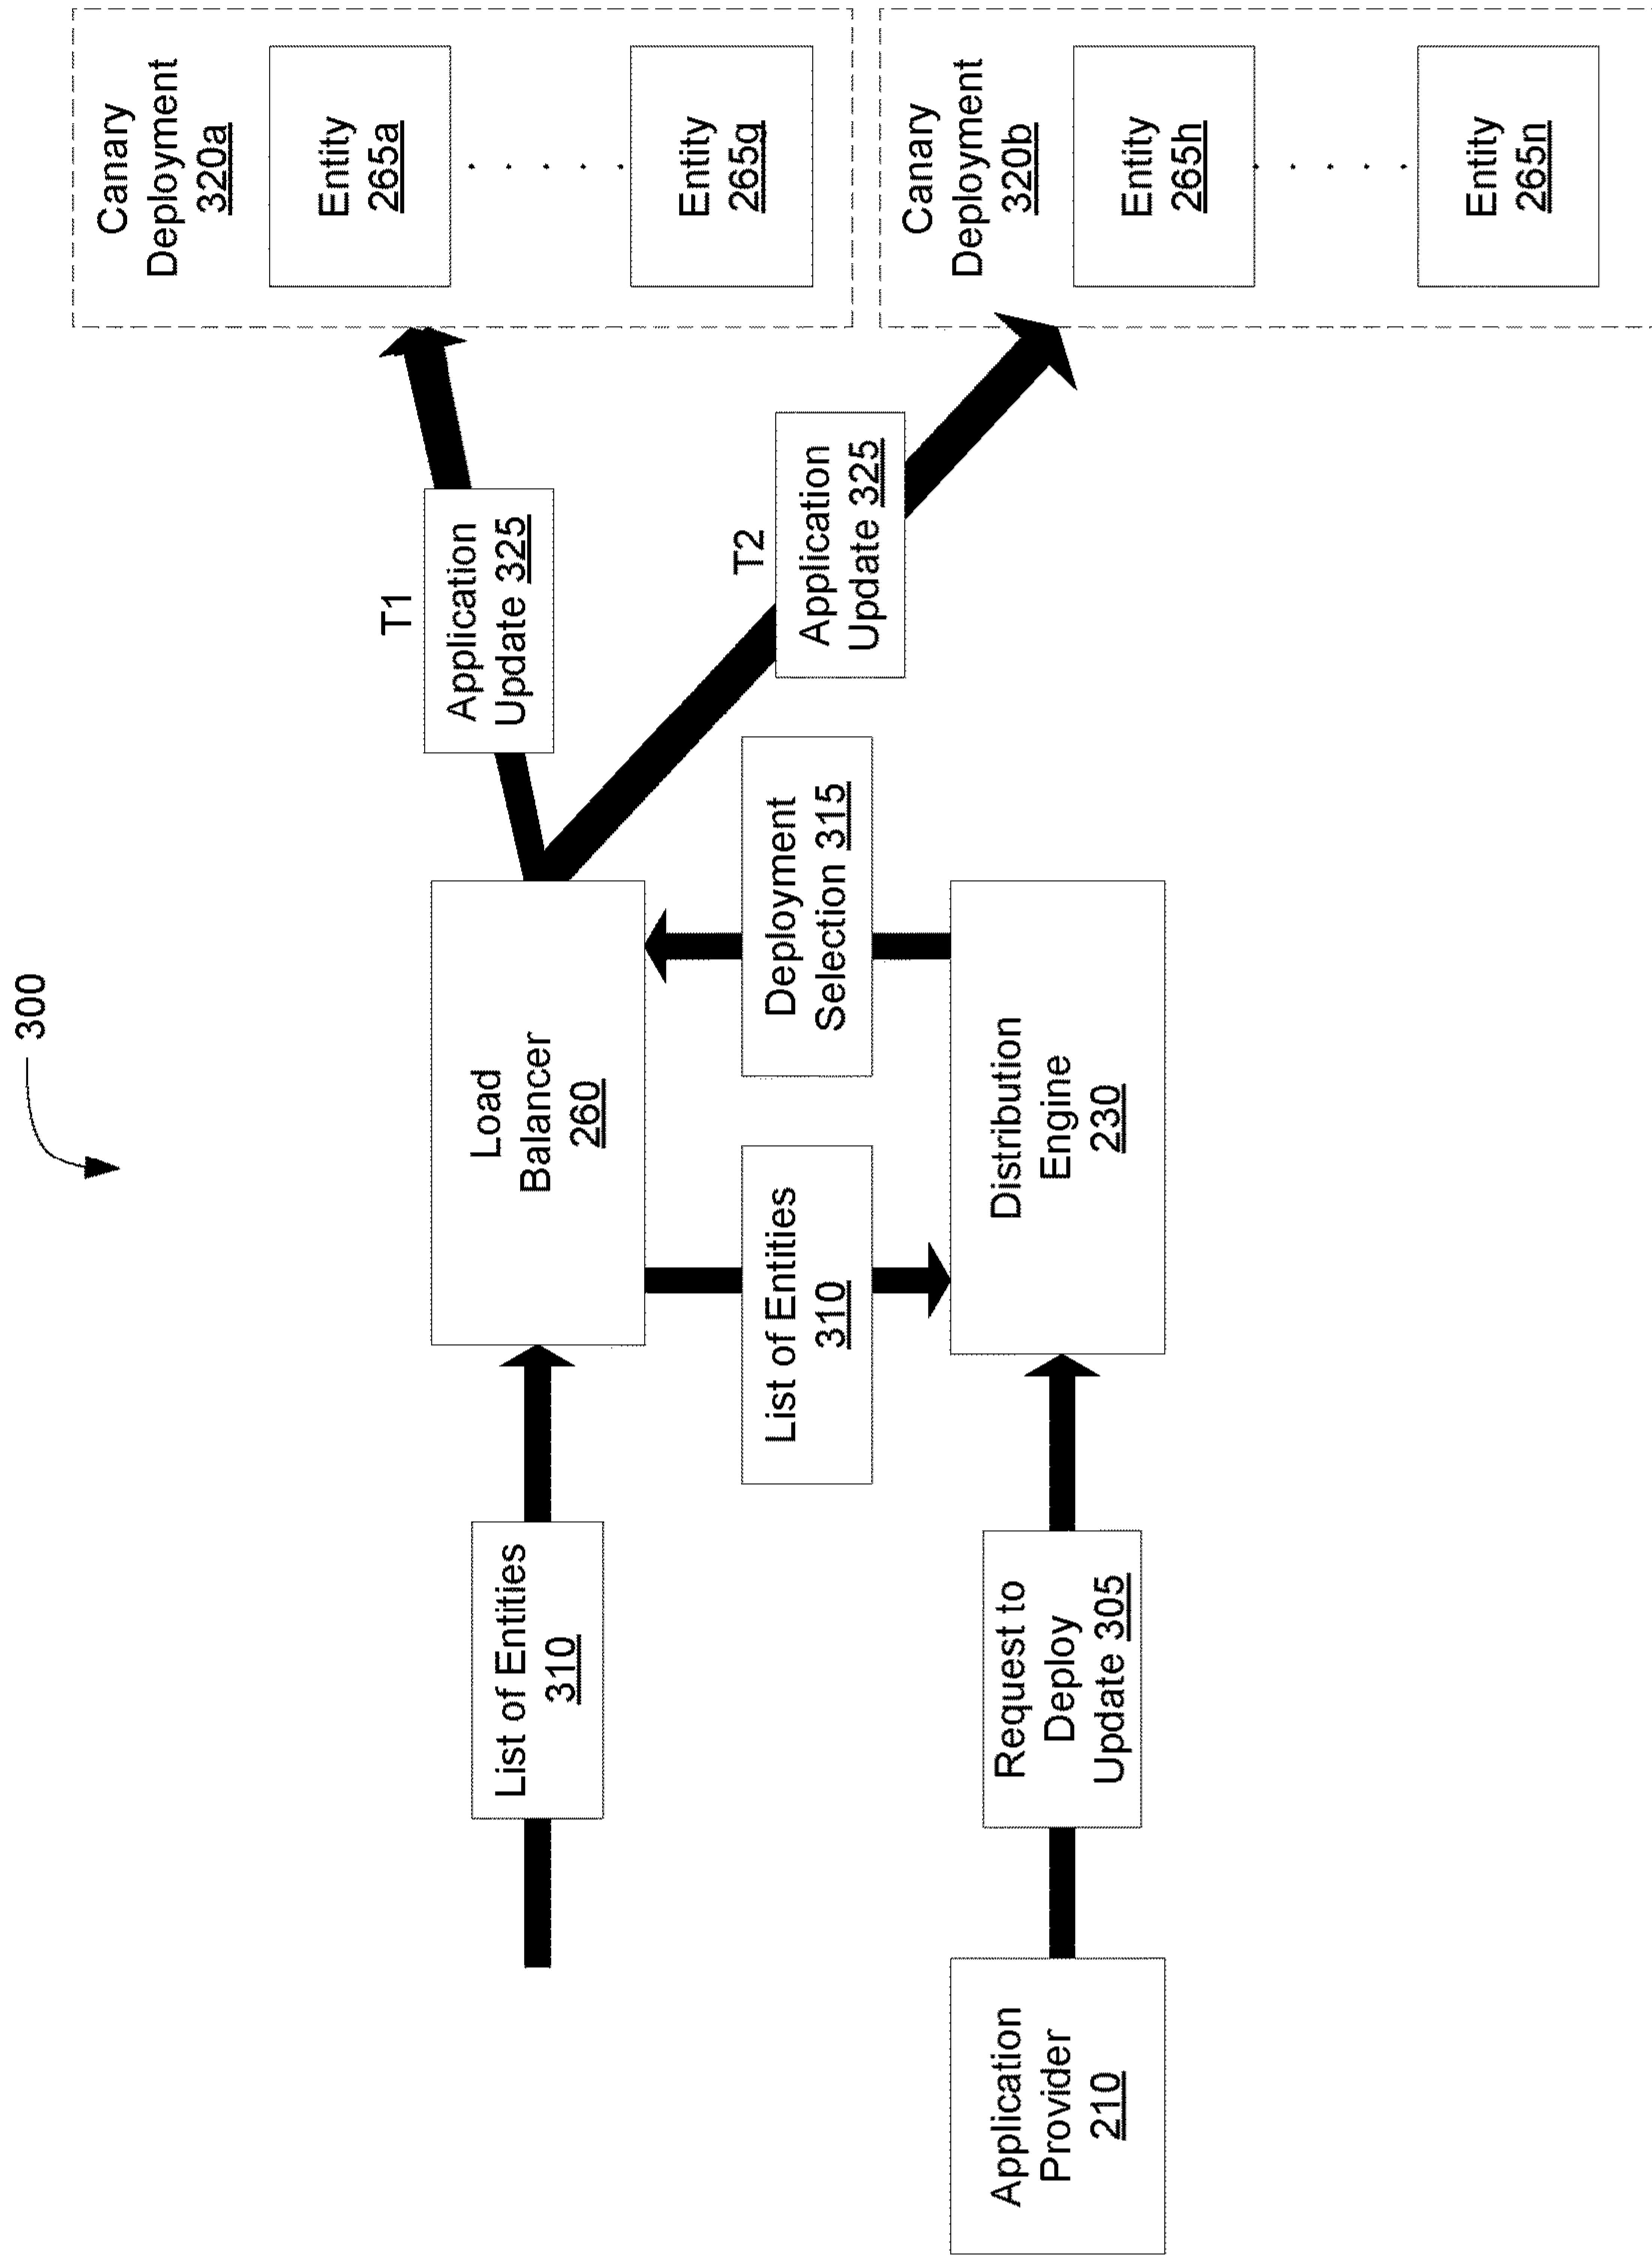 300
Canary
Deployment
320a
Entity
265a
Entity
265g
T1
Application
Update 325
Load
Balancer
260
List of Entities
310
T2
Application
Update 325
Deployment
Selection 315
List of Entities
310
Canary
Deployment
320b
Entity
265h
Entity
265n
Distribution
Engine
230
Request to
Deploy
Update 305
Application
Provider
210